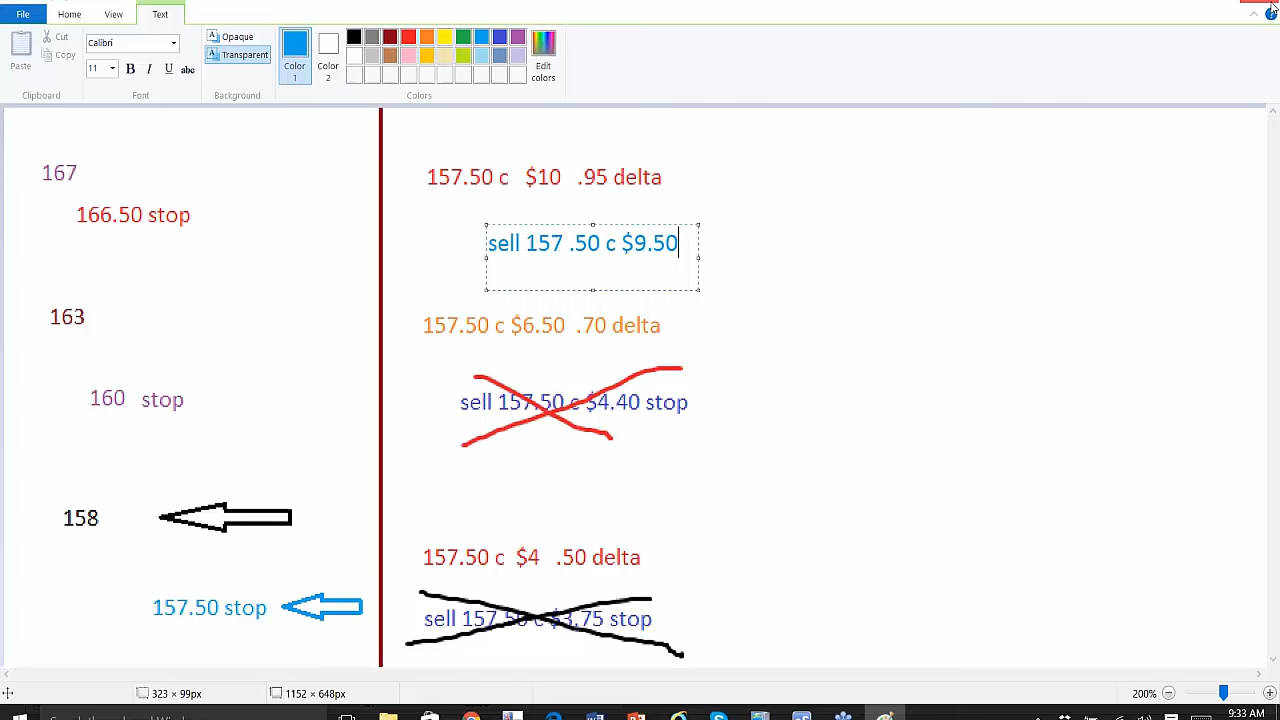 File Home View Text
Cut
Copy
Paste
Clipboard
Calibri
11 B I U abc
Font
Opaque
Transparent
Background
Color 1
Color 2
Edit colors
Colors
167
166.50 stop
163
160 stop
158
157.50 stop
157.50 c $10 .95 delta
sell 157 .50 c $9.50
157.50 c $6.50 .70 delta
sell 157.50 c $4.40 stop
157.50 c $4 .50 delta
sell 157.50 c $3.75 stop
323 × 99px 1152 × 648px 200%
9:33 AM